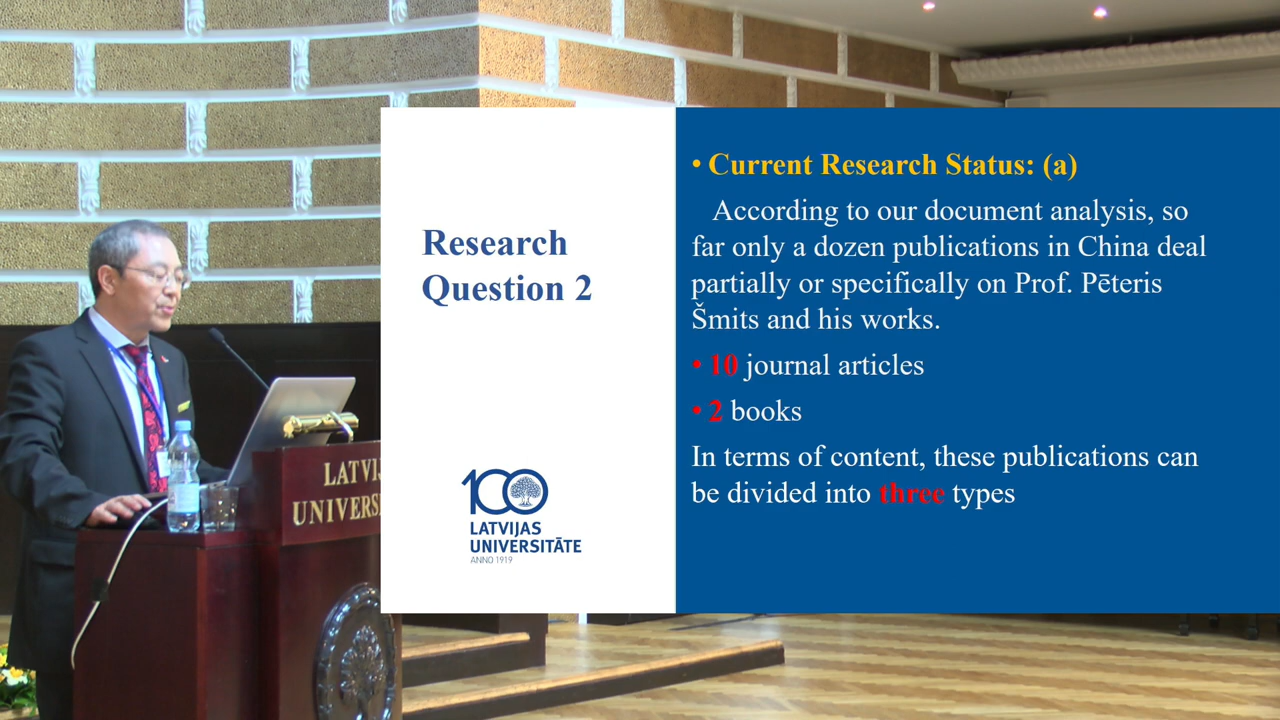 Research
Question 2
100
LATVIJAS
UNIVERSITĀTE
ANNO 1919
• Current Research Status: (a)
According to our document analysis, so
far only a dozen publications in China deal
partially or specifically on Prof. Pēteris
Šmits and his works.
• 10 journal articles
• 2 books
In terms of content, these publications can
be divided into three types
LATVIJ
UNIVERS